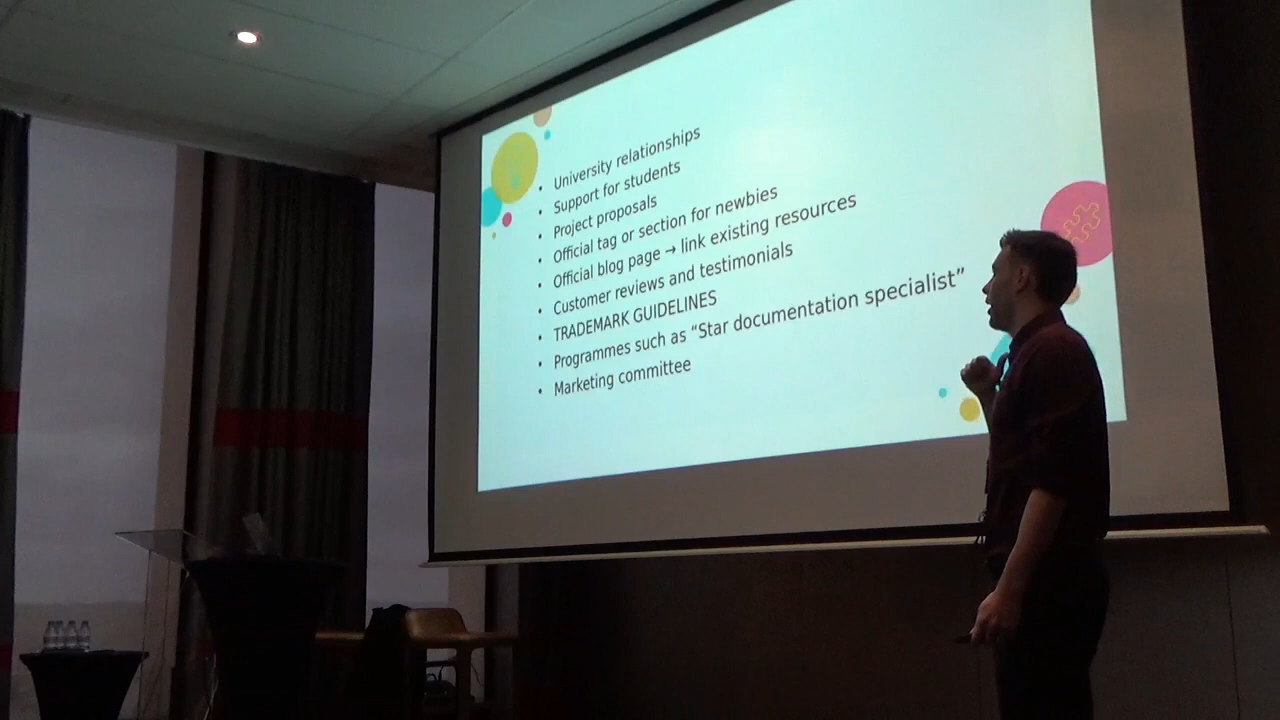 • University relationships
• Support for students
• Project proposals
• Official tag or section for newbies
• Official blog page → link existing resources
• Customer reviews and testimonials
• TRADEMARK GUIDELINES
• Programmes such as “Star documentation specialist”
• Marketing committee